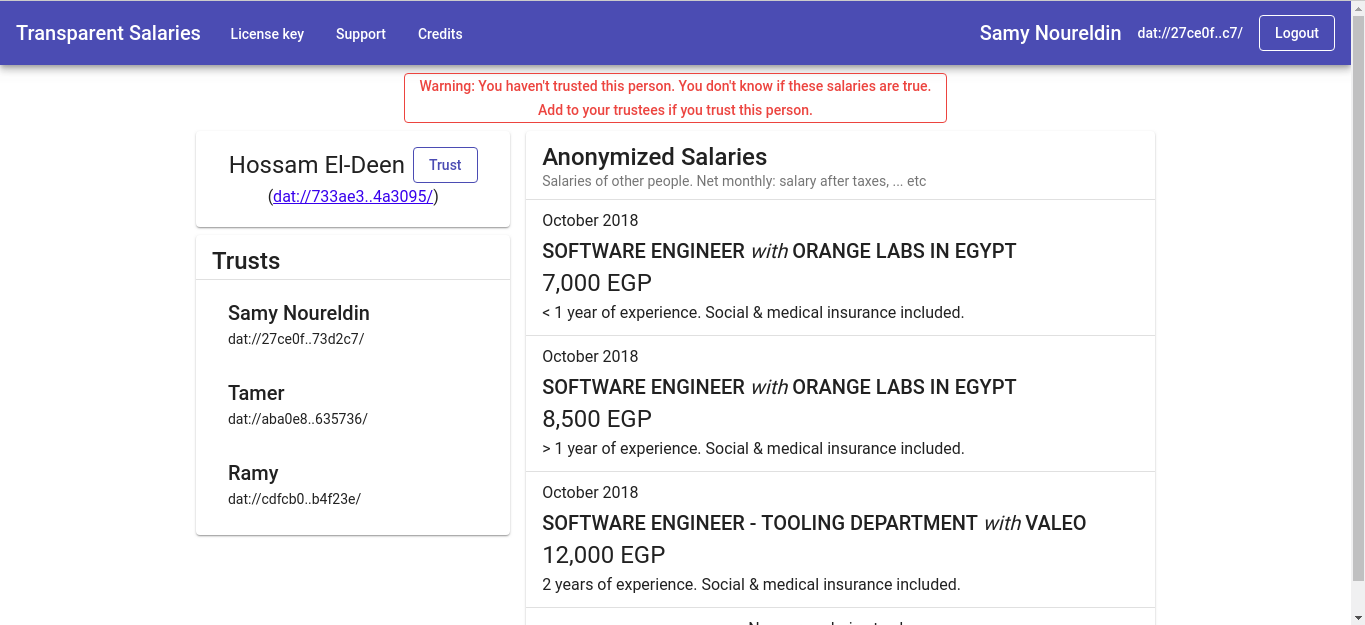 Transparent Salaries License key Support Credits Samy Noureldin dat://27ce0f..c7/ Logout
Warning: You haven't trusted this person. You don't know if these salaries are true.
Add to your trustees if you trust this person.
Hossam El-Deen Trust
(dat://733ae3..4a3095/)
Trusts
Samy Noureldin
dat://27ce0f..73d2c7/
Tamer
dat://aba0e8..635736/
Ramy
dat://cdfcb0..b4f23e/
Anonymized Salaries
Salaries of other people. Net monthly: salary after taxes, ... etc
October 2018
SOFTWARE ENGINEER with ORANGE LABS IN EGYPT
7,000 EGP
< 1 year of experience. Social & medical insurance included.
October 2018
SOFTWARE ENGINEER with ORANGE LABS IN EGYPT
8,500 EGP
> 1 year of experience. Social & medical insurance included.
October 2018
SOFTWARE ENGINEER - TOOLING DEPARTMENT with VALEO
12,000 EGP
2 years of experience. Social & medical insurance included.